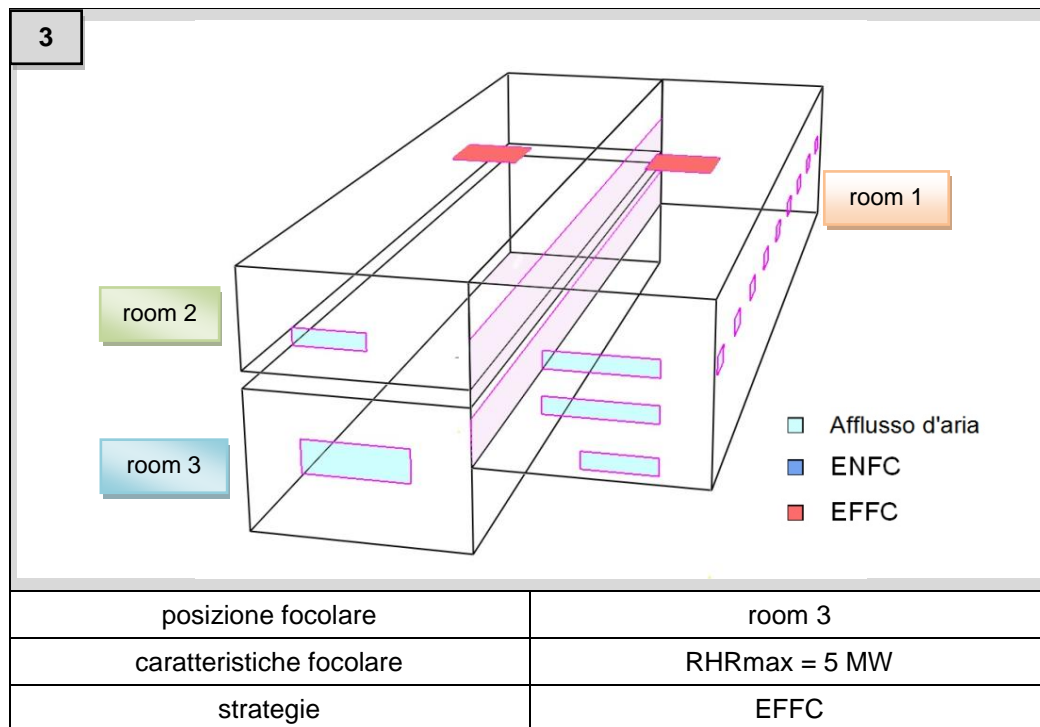 3
room 1
room 2
room 3
Afflusso d'aria
ENFC
EFFC
posizione focolare room 3
caratteristiche focolare RHRmax = 5 MW
strategie EFFC